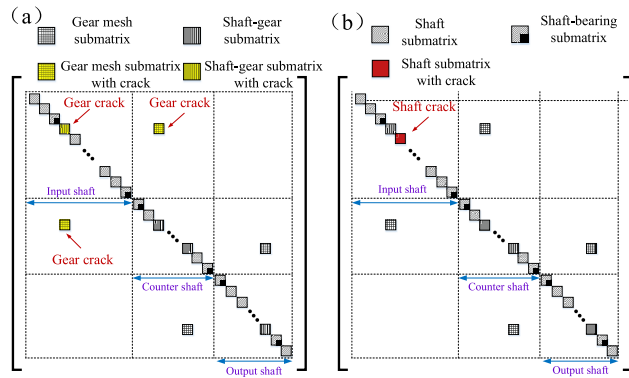 (a)
Gear mesh
submatrix
Shaft-gear
submatrix
Gear mesh submatrix
with crack
Shaft-gear submatrix
with crack
Gear crack
Gear crack
Input shaft
Gear crack
Counter shaft
Output shaft
(b)
Shaft
submatrix
Shaft-bearing
submatrix
Shaft submatrix
with crack
Shaft crack
Input shaft
Counter shaft
Output shaft